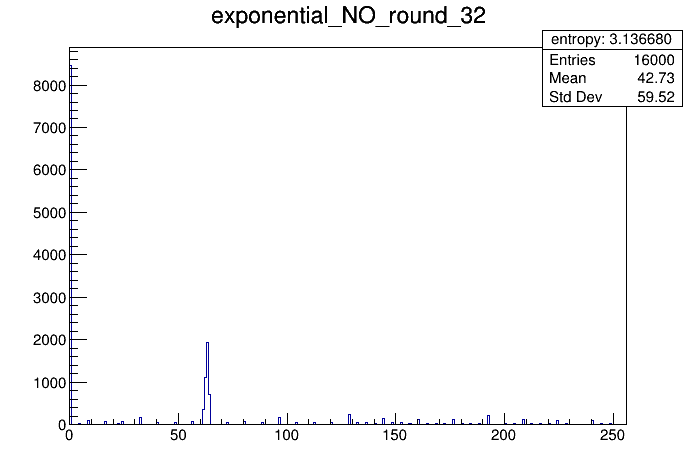 exponential_NO_round_32
entropy: 3.136680
Entries 16000
Mean 42.73
Std Dev 59.52
8000
7000
6000
5000
4000
3000
2000
1000
0
0 50 100 150 200 250